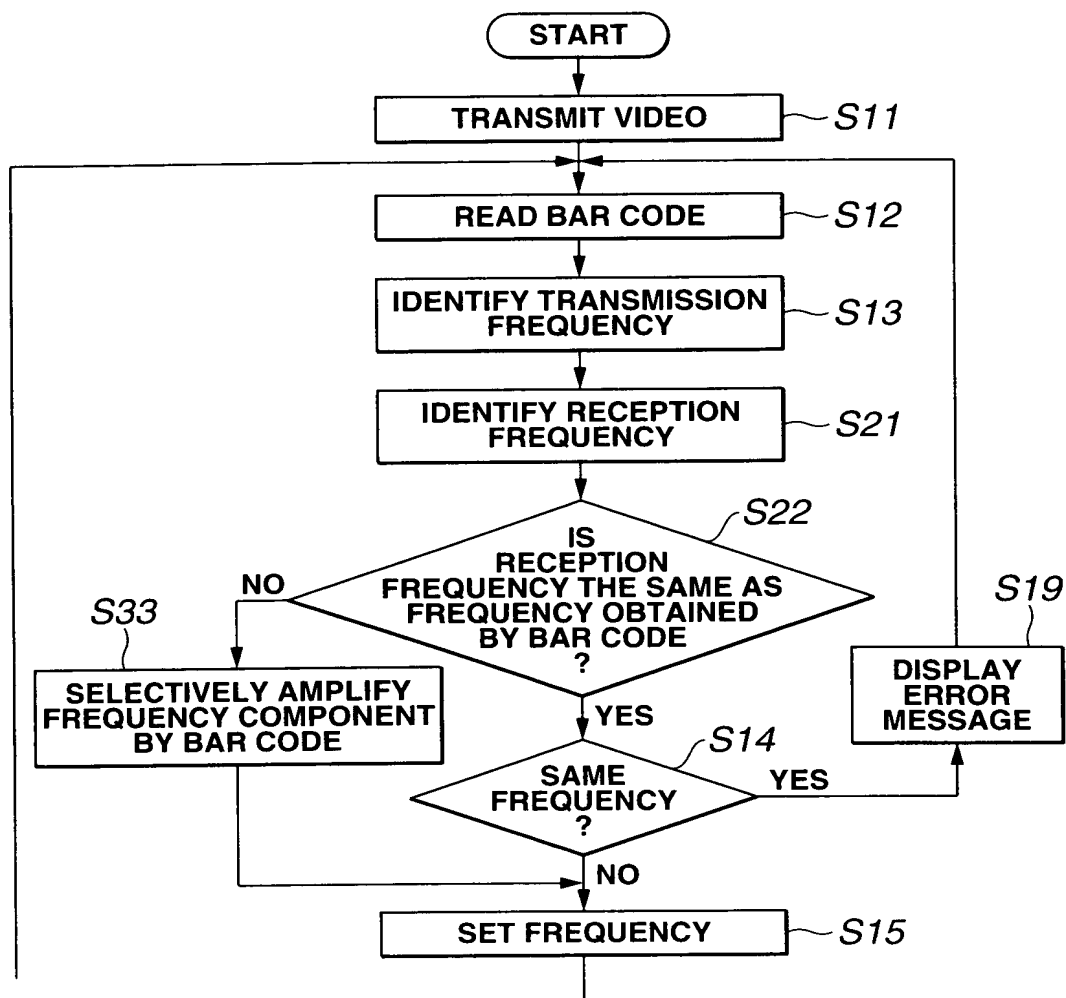 START
TRANSMIT VIDEO
S11
READ BAR CODE
S12
IDENTIFY TRANSMISSION
FREQUENCY
S13
IDENTIFY RECEPTION
FREQUENCY
S21
S22
IS
RECEPTION
FREQUENCY THE SAME AS
FREQUENCY OBTAINED
BY BAR CODE
?
NO
YES
S33
SELECTIVELY AMPLIFY
FREQUENCY COMPONENT
BY BAR CODE
S19
DISPLAY
ERROR
MESSAGE
S14
SAME
FREQUENCY
?
YES
NO
SET FREQUENCY
S15